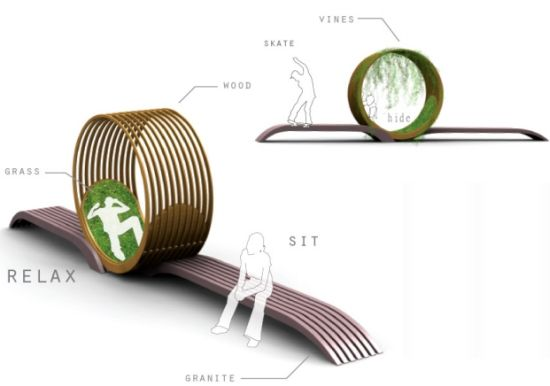 VINES
SKATE
WOOD
hide
GRASS
SIT
RELAX
GRANITE